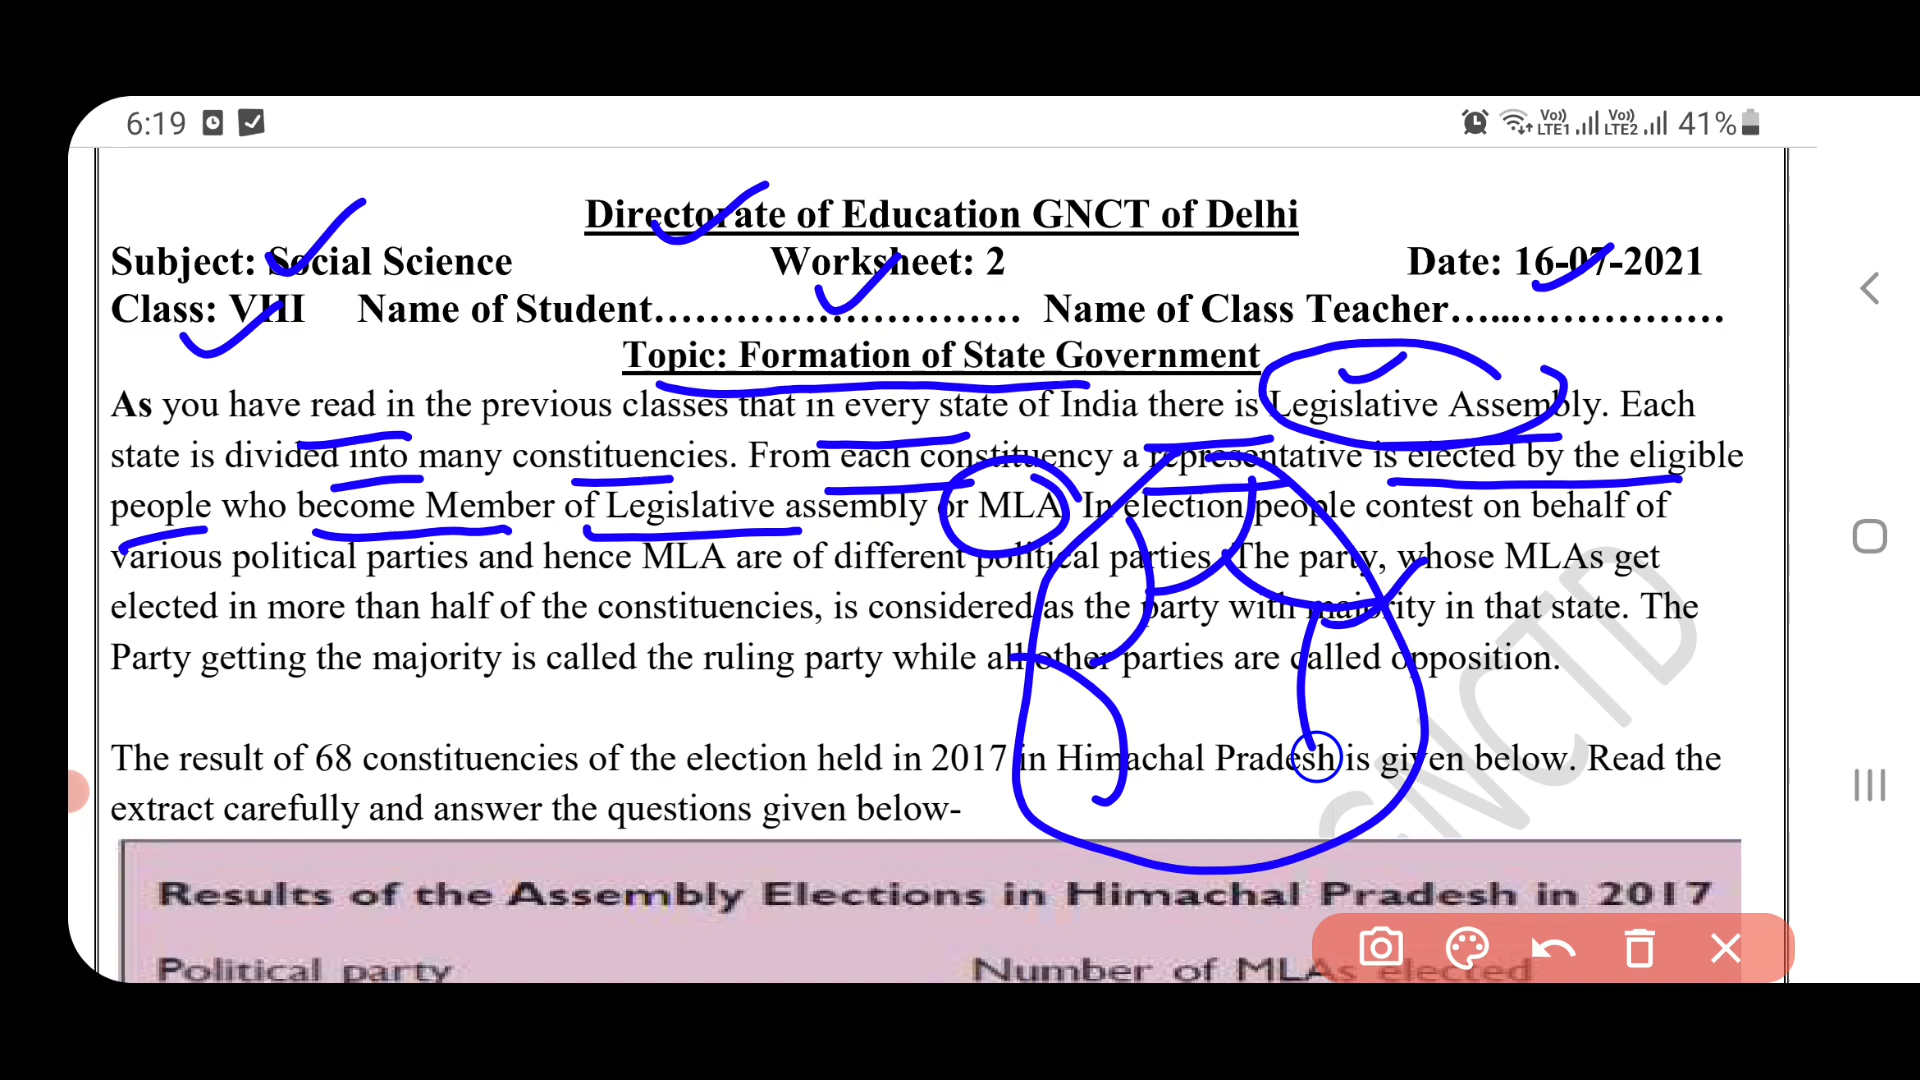 6:19 Vo)) LTE1 Vo)) LTE2 41%
Directorate of Education GNCT of Delhi
Subject: Social Science Worksheet: 2 Date: 16-07-2021
Class: VIII Name of Student………………………… Name of Class Teacher…...……………
Topic: Formation of State Government
As you have read in the previous classes that in every state of India there is Legislative Assembly. Each
state is divided into many constituencies. From each constituency a representative is elected by the eligible
people who become Member of Legislative assembly or MLA. In election people contest on behalf of
various political parties and hence MLA are of different political parties. The party, whose MLAs get
elected in more than half of the constituencies, is considered as the party with majority in that state. The
Party getting the majority is called the ruling party while all other parties are called opposition.
The result of 68 constituencies of the election held in 2017 in Himachal Pradesh is given below. Read the
extract carefully and answer the questions given below-
Results of the Assembly Elections in Himachal Pradesh in 2017
Political party Number of MLAs elected
GNCTD